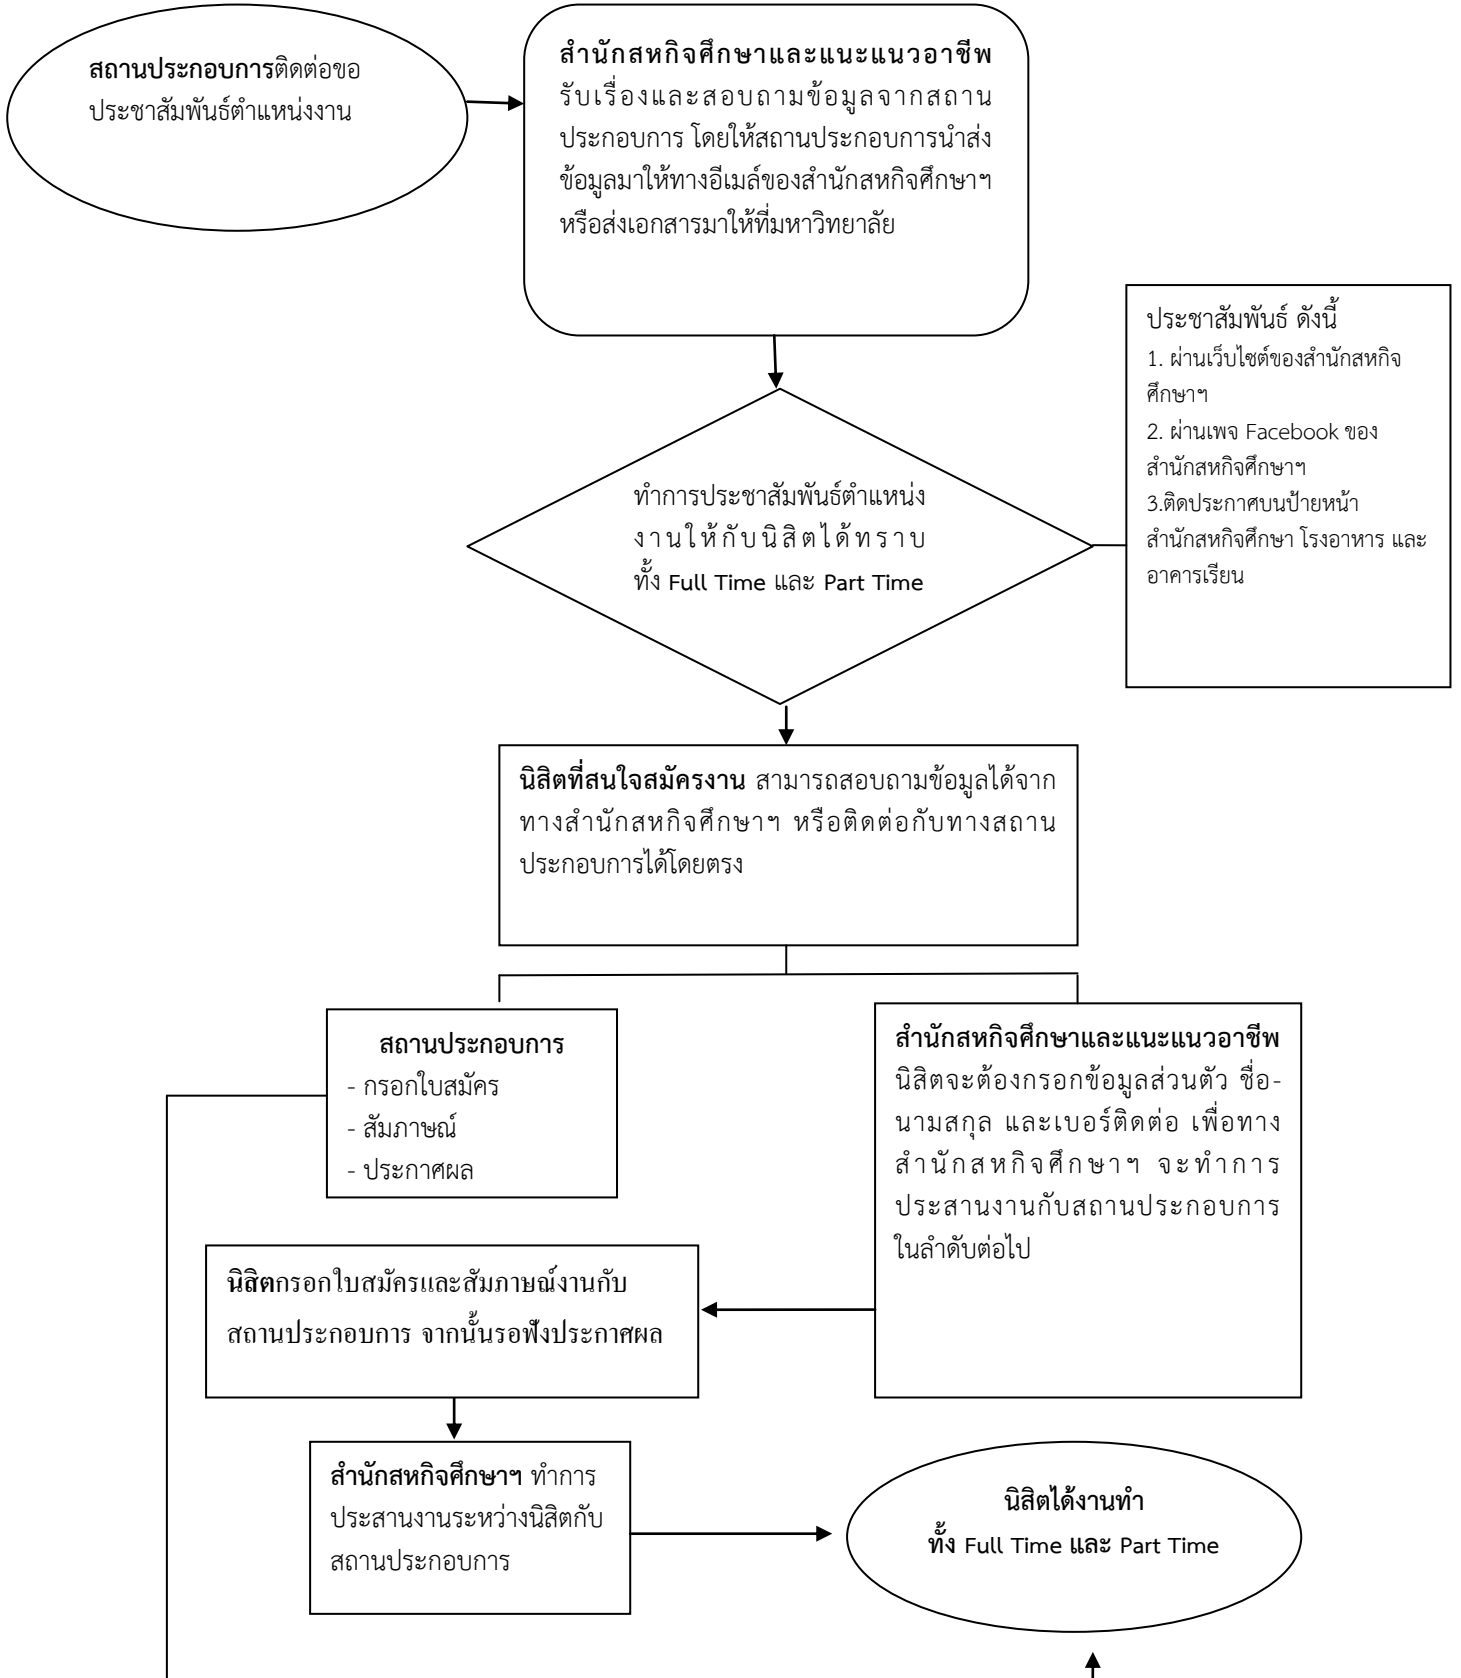 สถานประกอบการติดต่อขอ
ประชาสัมพันธ์ตำแหน่งงาน
สำนักสหกิจศึกษาและแนะแนวอาชีพ
รับเรื่องและสอบถามข้อมูลจากสถาน
ประกอบการ โดยให้สถานประกอบการนำส่ง
ข้อมูลมาให้ทางอีเมล์ของสำนักสหกิจศึกษาฯ
หรือส่งเอกสารมาให้ที่มหาวิทยาลัย
ประชาสัมพันธ์ ดังนี้
1. ผ่านเว็บไซต์ของสำนักสหกิจ
ศึกษาฯ
2. ผ่านเพจ Facebook ของ
สำนักสหกิจศึกษาฯ
3.ติดประกาศบนป้ายหน้า
สำนักสหกิจศึกษา โรงอาหาร และ
อาคารเรียน
ทำการประชาสัมพันธ์ตำแหน่ง
งานให้กับนิสิตได้ทราบ
ทั้ง Full Time และ Part Time
นิสิตที่สนใจสมัครงาน สามารถสอบถามข้อมูลได้จาก
ทางสำนักสหกิจศึกษาฯ หรือติดต่อกับทางสถาน
ประกอบการได้โดยตรง
สถานประกอบการ
- กรอกใบสมัคร
- สัมภาษณ์
- ประกาศผล
สำนักสหกิจศึกษาและแนะแนวอาชีพ
นิสิตจะต้องกรอกข้อมูลส่วนตัว ชื่อ-
นามสกุล และเบอร์ติดต่อ เพื่อทาง
สำนักสหกิจศึกษาฯ จะทำการ
ประสานงานกับสถานประกอบการ
ในลำดับต่อไป
นิสิตกรอกใบสมัครและสัมภาษณ์งานกับ
สถานประกอบการ จากนั้นรอฟังประกาศผล
สำนักสหกิจศึกษาฯ ทำการ
ประสานงานระหว่างนิสิตกับ
สถานประกอบการ
นิสิตได้งานทำ
ทั้ง Full Time และ Part Time